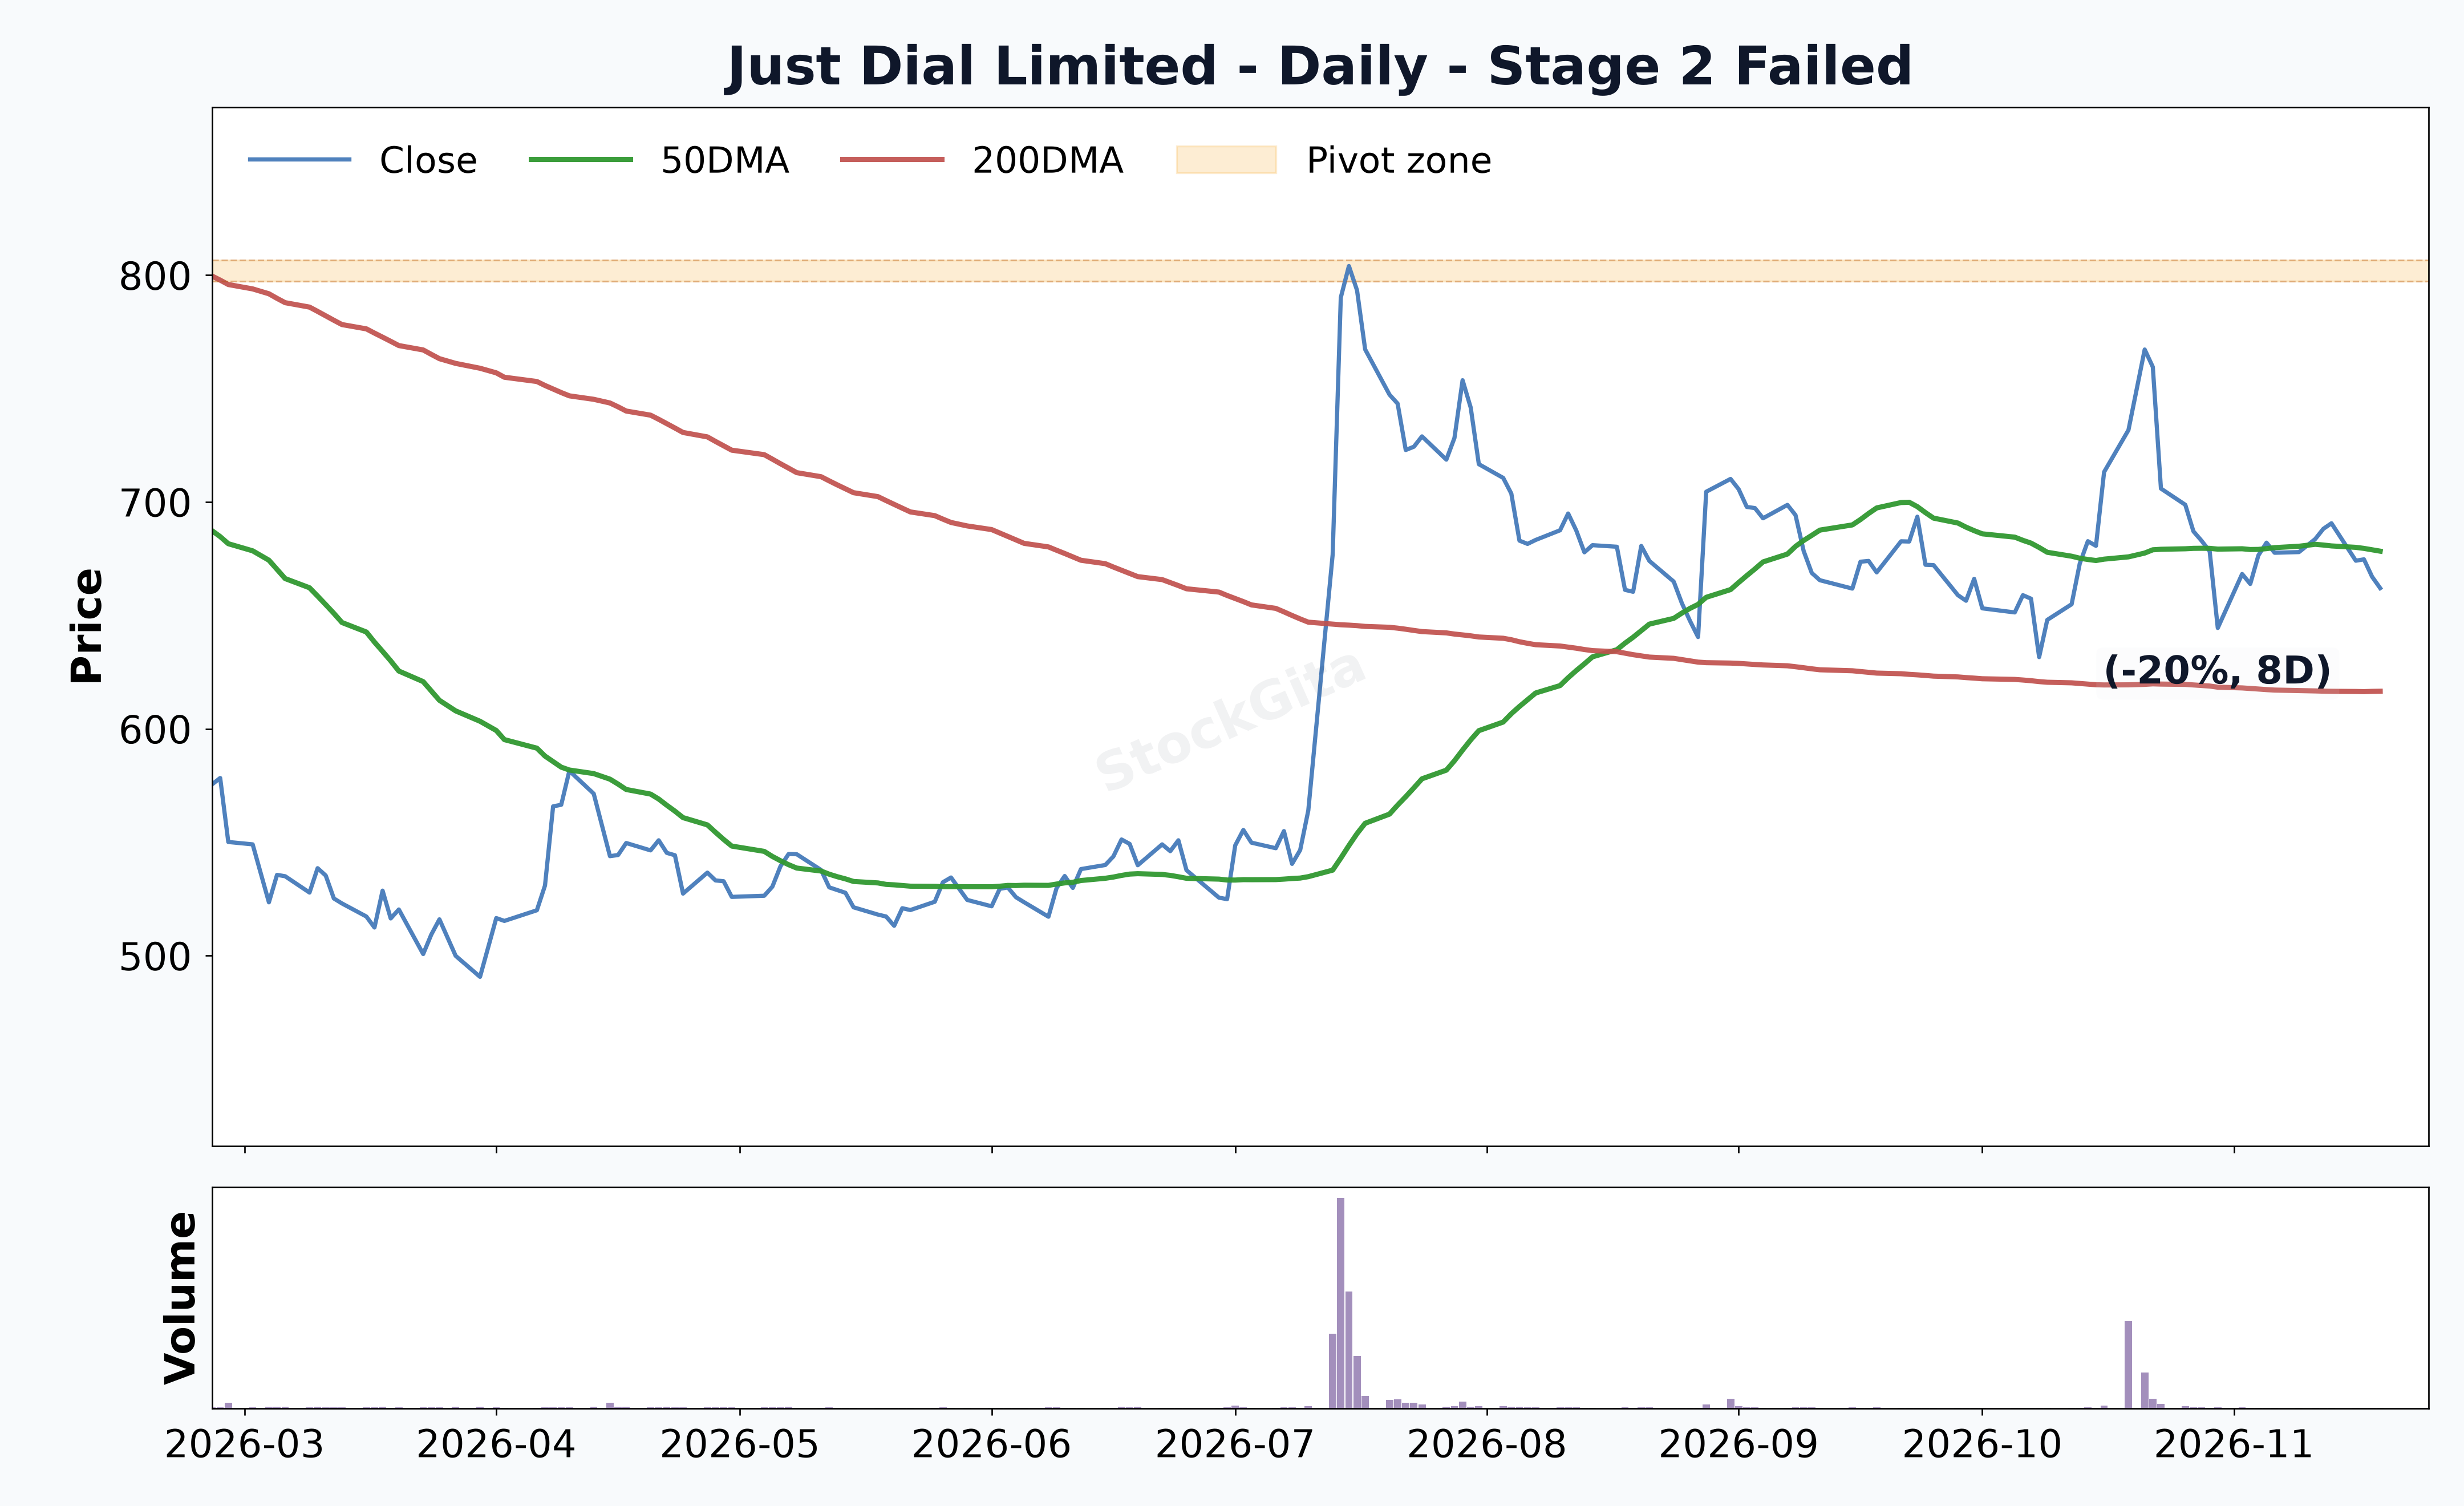 Just Dial Limited - Daily - Stage 2 Failed
Close 50DMA 200DMA Pivot zone
800
700
600
500
Price
(-20%, 8D)
StockGita
Volume
2026-03 2026-04 2026-05 2026-06 2026-07 2026-08 2026-09 2026-10 2026-11